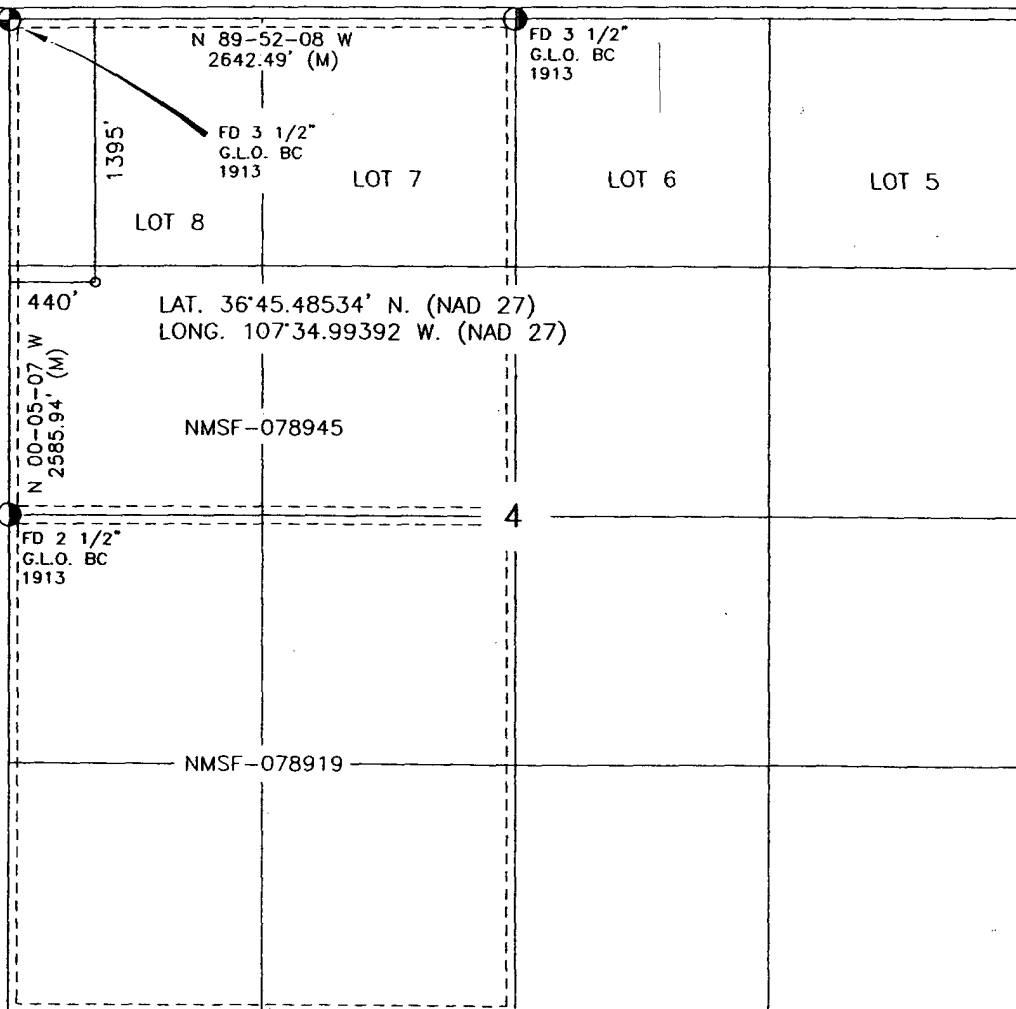 N 89-52-08 W
2642.49' (M)
FD 3 1/2"
G.L.O. BC
1913
FD 3 1/2"
G.L.O. BC
1913
1395'
LOT 8
LOT 7
LOT 6
LOT 5
440'
LAT. 36°45.48534' N. (NAD 27)
LONG. 107°34.99392 W. (NAD 27)
N 00-05-07 W
2585.94' (M)
NMSF-078945
4
FD 2 1/2"
G.L.O. BC
1913
NMSF-078919